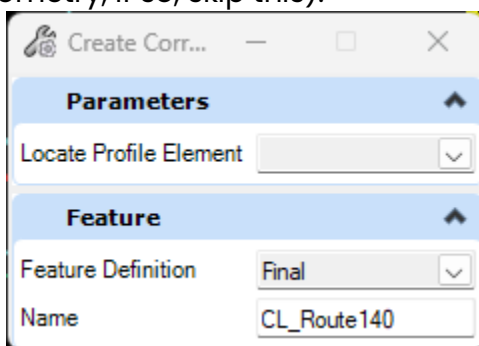 Create Corr...
Parameters
Locate Profile Element
Feature
Feature Definition Final
Name CL_Route140